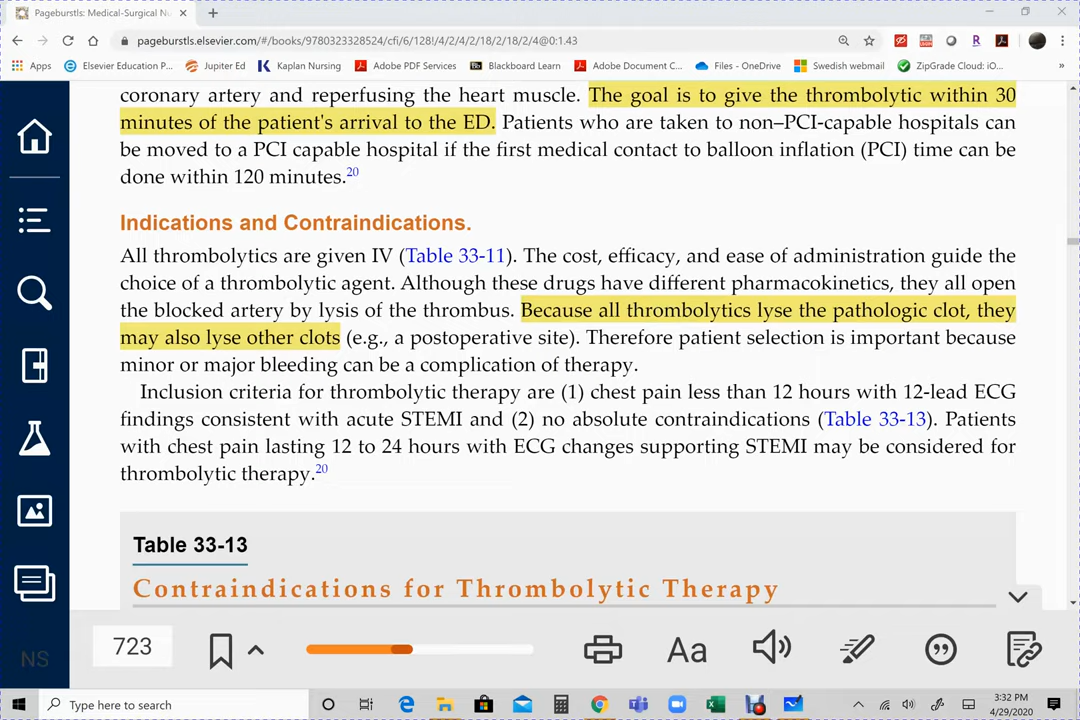 Pageburstls: Medical-Surgical Nu
pageburstls.elsevier.com/#/books/9780323328524/cfi/6/128!/4/2/4/2/18/2/18/2/4@0:1.43
Apps Elsevier Education P... Jupiter Ed Kaplan Nursing Adobe PDF Services Bb Blackboard Learn Adobe Document C... Files - OneDrive Swedish webmail ZipGrade Cloud: iO... »
coronary artery and reperfusing the heart muscle. The goal is to give the thrombolytic within 30
minutes of the patient's arrival to the ED. Patients who are taken to non–PCI-capable hospitals can
be moved to a PCI capable hospital if the first medical contact to balloon inflation (PCI) time can be
done within 120 minutes.20
Indications and Contraindications.
All thrombolytics are given IV (Table 33-11). The cost, efficacy, and ease of administration guide the
choice of a thrombolytic agent. Although these drugs have different pharmacokinetics, they all open
the blocked artery by lysis of the thrombus. Because all thrombolytics lyse the pathologic clot, they
may also lyse other clots (e.g., a postoperative site). Therefore patient selection is important because
minor or major bleeding can be a complication of therapy.
Inclusion criteria for thrombolytic therapy are (1) chest pain less than 12 hours with 12-lead ECG
findings consistent with acute STEMI and (2) no absolute contraindications (Table 33-13). Patients
with chest pain lasting 12 to 24 hours with ECG changes supporting STEMI may be considered for
thrombolytic therapy.20
Table 33-13
Contraindications for Thrombolytic Therapy
NS
723
Aa
Type here to search
3:32 PM
4/29/2020